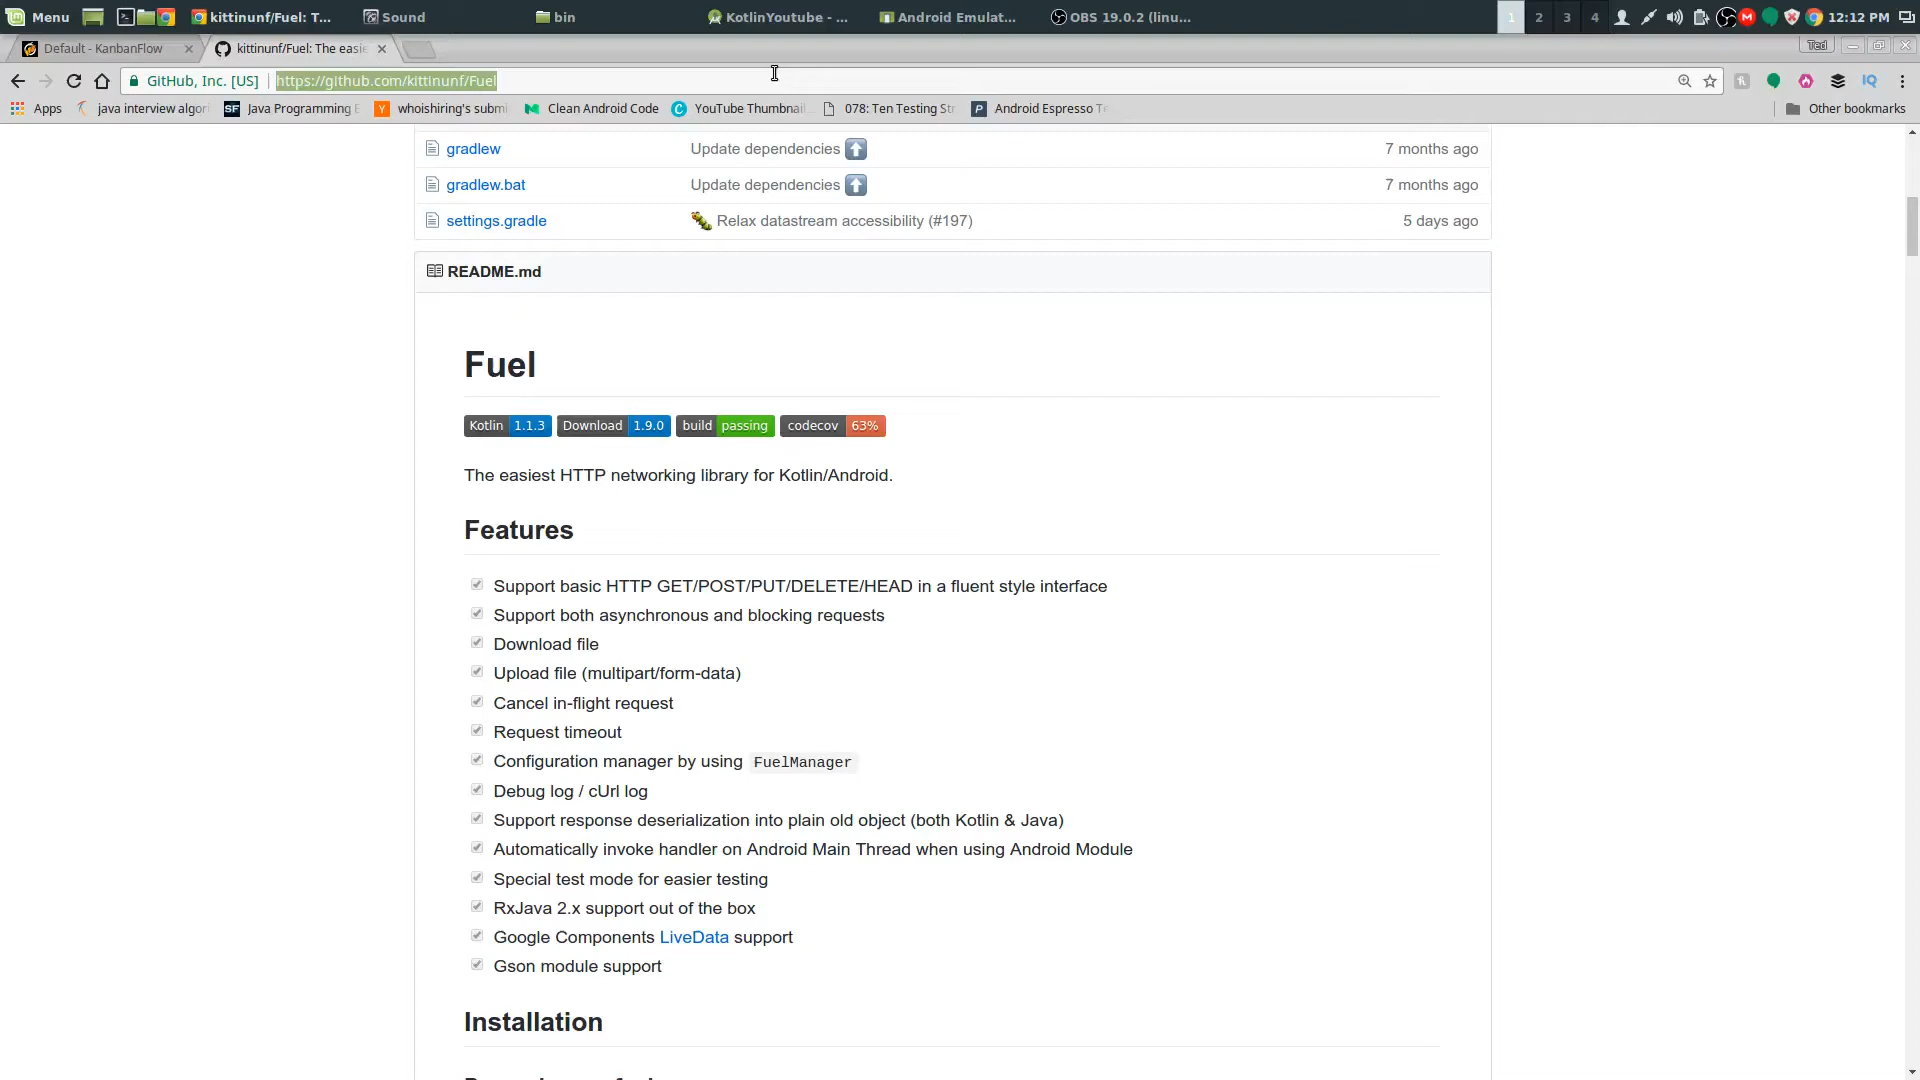 Menu
kittinunf/Fuel: T...
Sound
bin
KotlinYoutube - ...
Android Emulat...
OBS 19.0.2 (linu...
1 2 3 4
12:12 PM
Default - KanbanFlow
kittinunf/Fuel: The easie
Ted
GitHub, Inc. [US]
https://github.com/kittinunf/Fuel
Apps
java interview algor
Java Programming E
whoishiring's subm
Clean Android Code
YouTube Thumbnai
078: Ten Testing Str
Android Espresso T
Other bookmarks
gradlew Update dependencies 7 months ago
gradlew.bat Update dependencies 7 months ago
settings.gradle Relax datastream accessibility (#197) 5 days ago
README.md
Fuel
Kotlin 1.1.3 Download 1.9.0 build passing codecov 63%
The easiest HTTP networking library for Kotlin/Android.
Features
Support basic HTTP GET/POST/PUT/DELETE/HEAD in a fluent style interface
Support both asynchronous and blocking requests
Download file
Upload file (multipart/form-data)
Cancel in-flight request
Request timeout
Configuration manager by using FuelManager
Debug log / cUrl log
Support response deserialization into plain old object (both Kotlin & Java)
Automatically invoke handler on Android Main Thread when using Android Module
Special test mode for easier testing
RxJava 2.x support out of the box
Google Components LiveData support
Gson module support
Installation